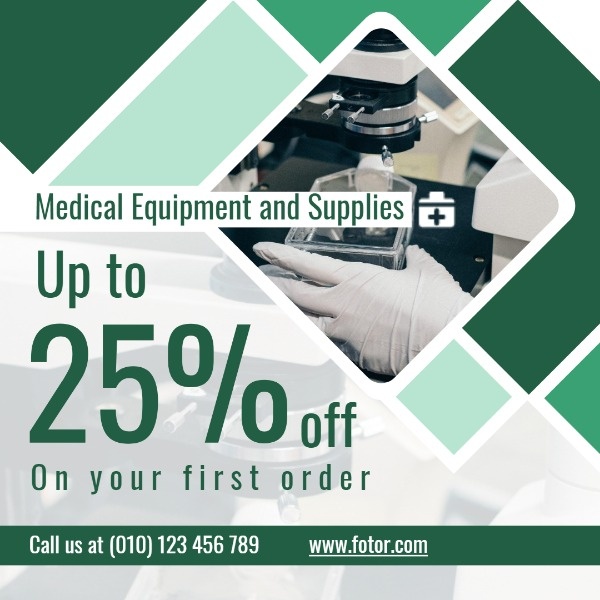 Medical Equipment and Supplies
Up to
25% off
On your first order
Call us at (010) 123 456 789 www.fotor.com